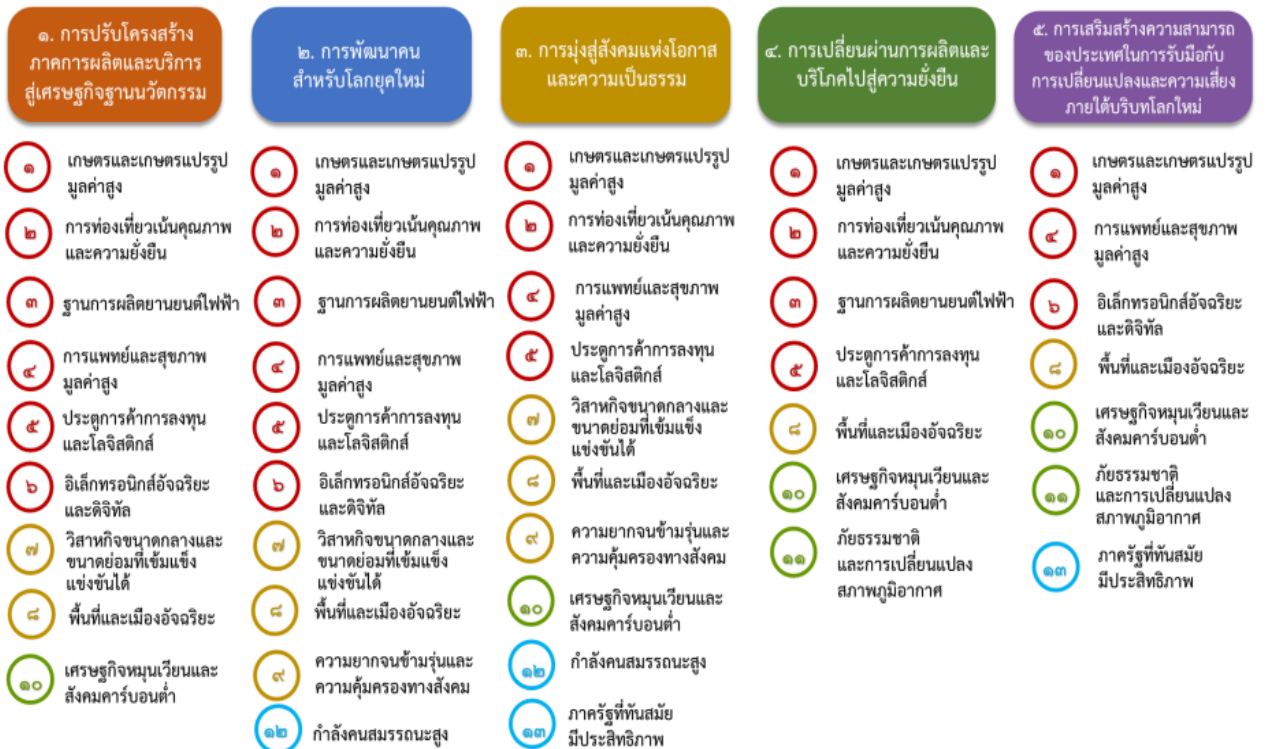 ๑. การปรับโครงสร้าง
ภาคการผลิตและบริการ
สู่เศรษฐกิจฐานนวัตกรรม
๑
เกษตรและเกษตรแปรรูป
มูลค่าสูง
๒
การท่องเที่ยวเน้นคุณภาพ
และความยั่งยืน
๓
ฐานการผลิตยานยนต์ไฟฟ้า
๔
การแพทย์และสุขภาพ
มูลค่าสูง
๕
ประตูการค้าการลงทุน
และโลจิสติกส์
๖
อิเล็กทรอนิกส์อัจฉริยะ
และดิจิทัล
๗
วิสาหกิจขนาดกลางและ
ขนาดย่อมที่เข้มแข็ง
แข่งขันได้
๘
พื้นที่และเมืองอัจฉริยะ
๑๐
เศรษฐกิจหมุนเวียนและ
สังคมคาร์บอนต่ำ
๒. การพัฒนาคน
สำหรับโลกยุคใหม่
๑
เกษตรและเกษตรแปรรูป
มูลค่าสูง
๒
การท่องเที่ยวเน้นคุณภาพ
และความยั่งยืน
๓
ฐานการผลิตยานยนต์ไฟฟ้า
๔
การแพทย์และสุขภาพ
มูลค่าสูง
๕
ประตูการค้าการลงทุน
และโลจิสติกส์
๖
อิเล็กทรอนิกส์อัจฉริยะ
และดิจิทัล
๗
วิสาหกิจขนาดกลางและ
ขนาดย่อมที่เข้มแข็ง
แข่งขันได้
๘
พื้นที่และเมืองอัจฉริยะ
๙
ความยากจนข้ามรุ่นและ
ความคุ้มครองทางสังคม
๑๒
กำลังคนสมรรถนะสูง
๓. การมุ่งสู่สังคมแห่งโอกาส
และความเป็นธรรม
๑
เกษตรและเกษตรแปรรูป
มูลค่าสูง
๒
การท่องเที่ยวเน้นคุณภาพ
และความยั่งยืน
๔
การแพทย์และสุขภาพ
มูลค่าสูง
๕
ประตูการค้าการลงทุน
และโลจิสติกส์
๗
วิสาหกิจขนาดกลางและ
ขนาดย่อมที่เข้มแข็ง
แข่งขันได้
๘
พื้นที่และเมืองอัจฉริยะ
๙
ความยากจนข้ามรุ่นและ
ความคุ้มครองทางสังคม
๑๐
เศรษฐกิจหมุนเวียนและ
สังคมคาร์บอนต่ำ
๑๒
กำลังคนสมรรถนะสูง
๑๓
ภาครัฐที่ทันสมัย
มีประสิทธิภาพ
๔. การเปลี่ยนผ่านการผลิตและ
บริโภคไปสู่ความยั่งยืน
๑
เกษตรและเกษตรแปรรูป
มูลค่าสูง
๒
การท่องเที่ยวเน้นคุณภาพ
และความยั่งยืน
๓
ฐานการผลิตยานยนต์ไฟฟ้า
๕
ประตูการค้าการลงทุน
และโลจิสติกส์
๘
พื้นที่และเมืองอัจฉริยะ
๑๐
เศรษฐกิจหมุนเวียนและ
สังคมคาร์บอนต่ำ
๑๑
ภัยธรรมชาติ
และการเปลี่ยนแปลง
สภาพภูมิอากาศ
๕. การเสริมสร้างความสามารถ
ของประเทศในการรับมือกับ
การเปลี่ยนแปลงและความเสี่ยง
ภายใต้บริบทโลกใหม่
๑
เกษตรและเกษตรแปรรูป
มูลค่าสูง
๔
การแพทย์และสุขภาพ
มูลค่าสูง
๖
อิเล็กทรอนิกส์อัจฉริยะ
และดิจิทัล
๘
พื้นที่และเมืองอัจฉริยะ
๑๐
เศรษฐกิจหมุนเวียนและ
สังคมคาร์บอนต่ำ
๑๑
ภัยธรรมชาติ
และการเปลี่ยนแปลง
สภาพภูมิอากาศ
๑๓
ภาครัฐที่ทันสมัย
มีประสิทธิภาพ